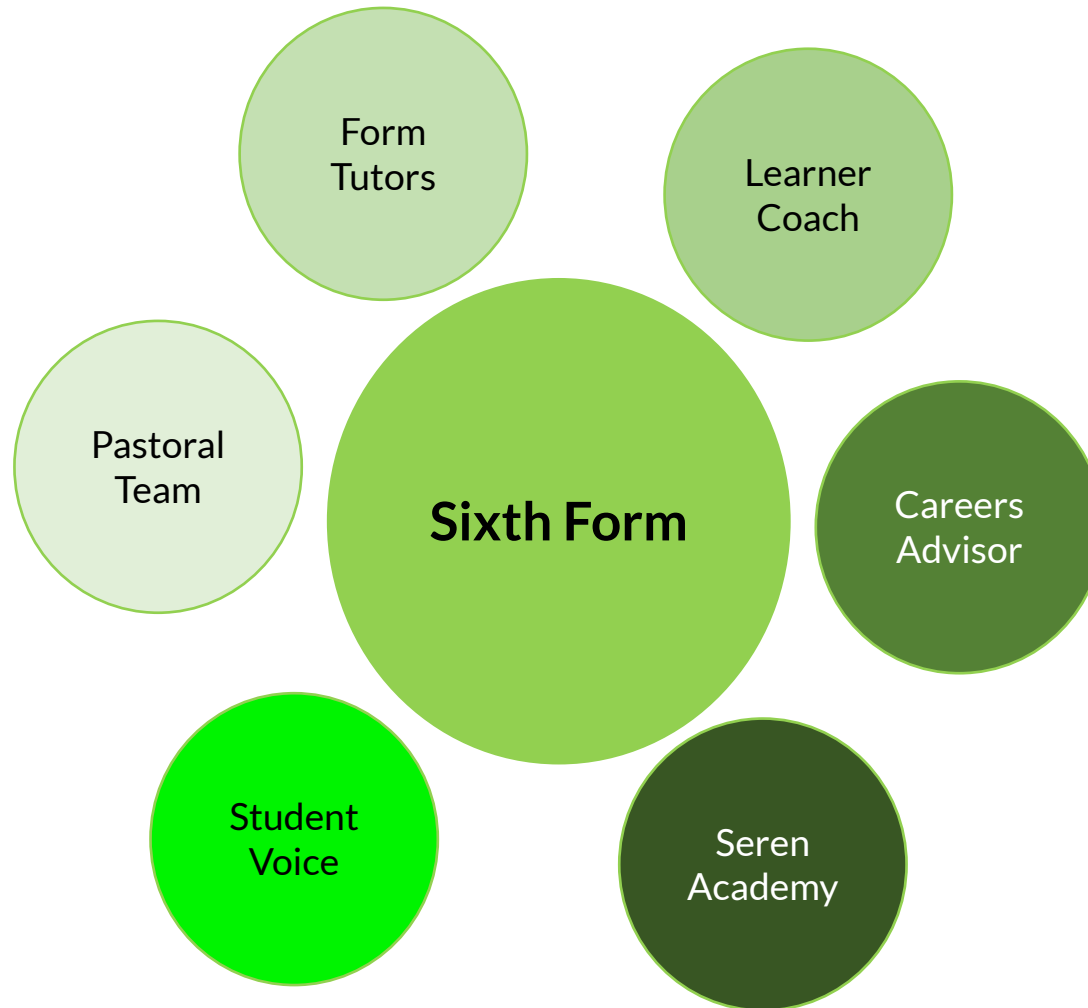 Form
Tutors
Learner
Coach
Pastoral
Team
Sixth Form
Careers
Advisor
Student
Voice
Seren
Academy